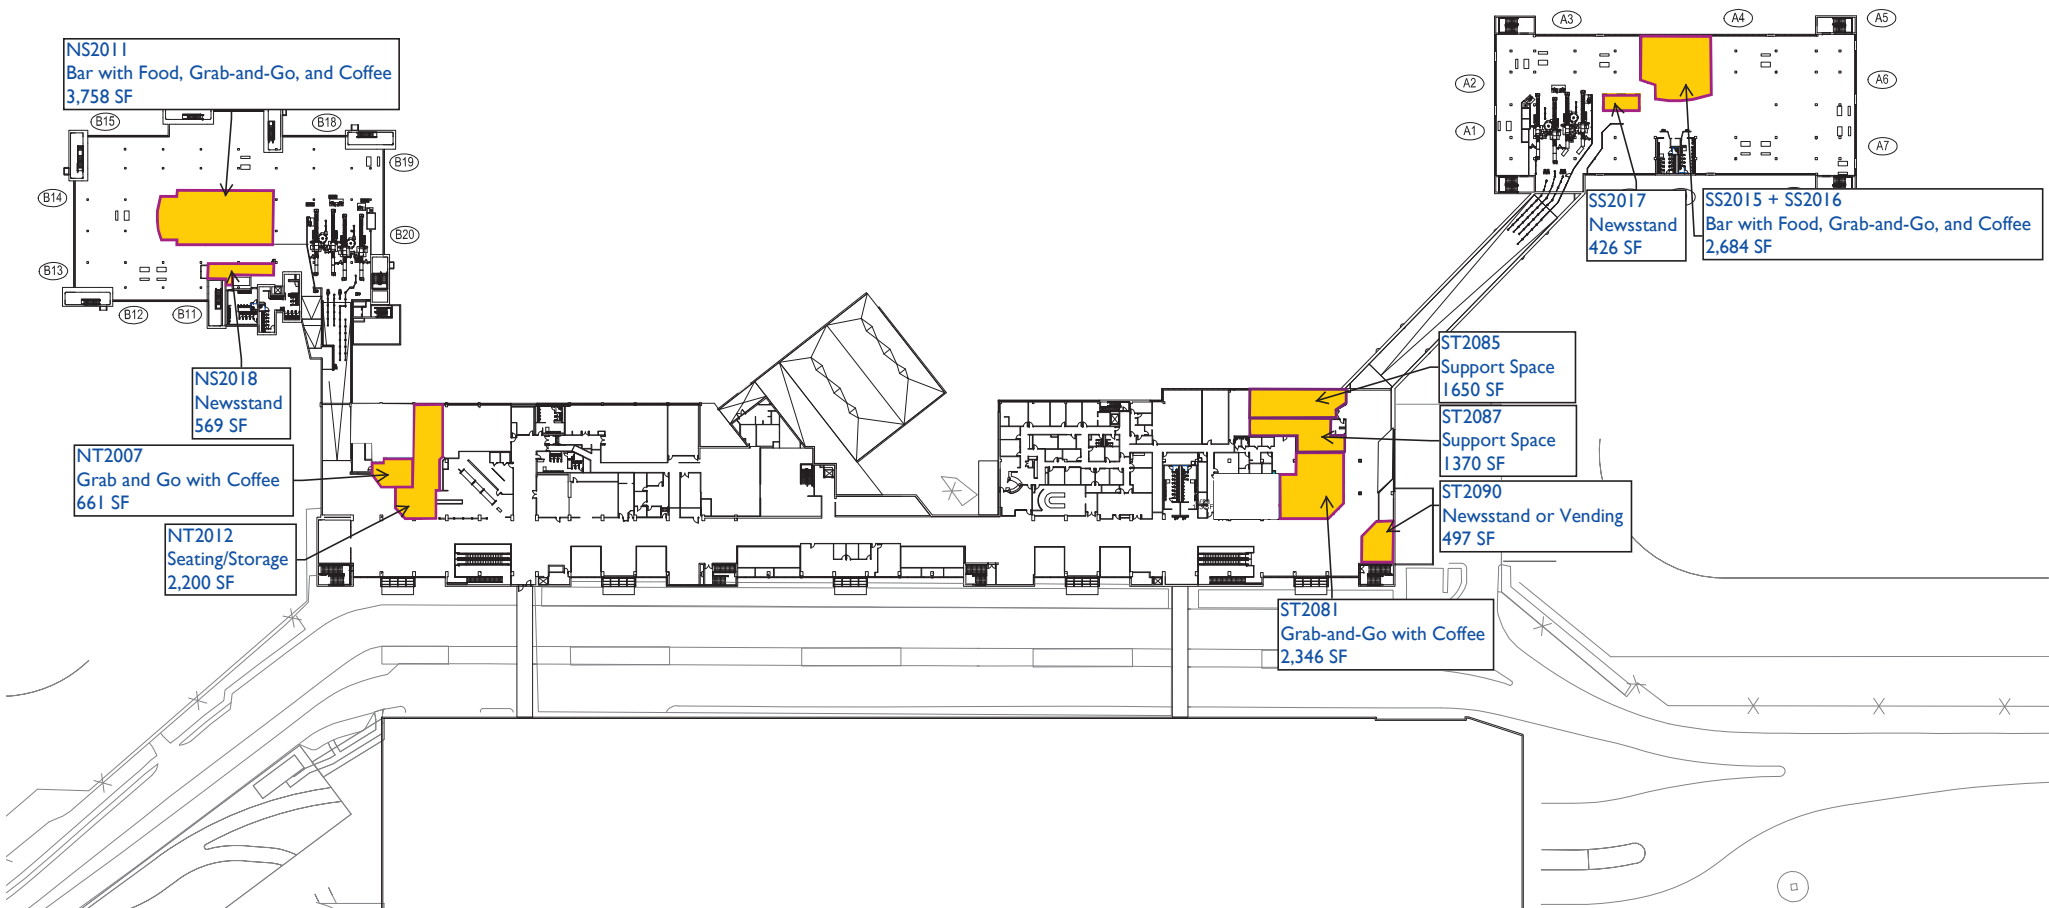 NS2011
Bar with Food, Grab-and-Go, and Coffee
3,758 SF
B15
B18
B19
B14
B20
B13
B12
B11
NS2018
Newsstand
569 SF
NT2007
Grab and Go with Coffee
661 SF
NT2012
Seating/Storage
2,200 SF
A3
A4
A5
A2
A6
A1
A7
SS2017
Newsstand
426 SF
SS2015 + SS2016
Bar with Food, Grab-and-Go, and Coffee
2,684 SF
ST2085
Support Space
1650 SF
ST2087
Support Space
1370 SF
ST2090
Newsstand or Vending
497 SF
ST2081
Grab-and-Go with Coffee
2,346 SF